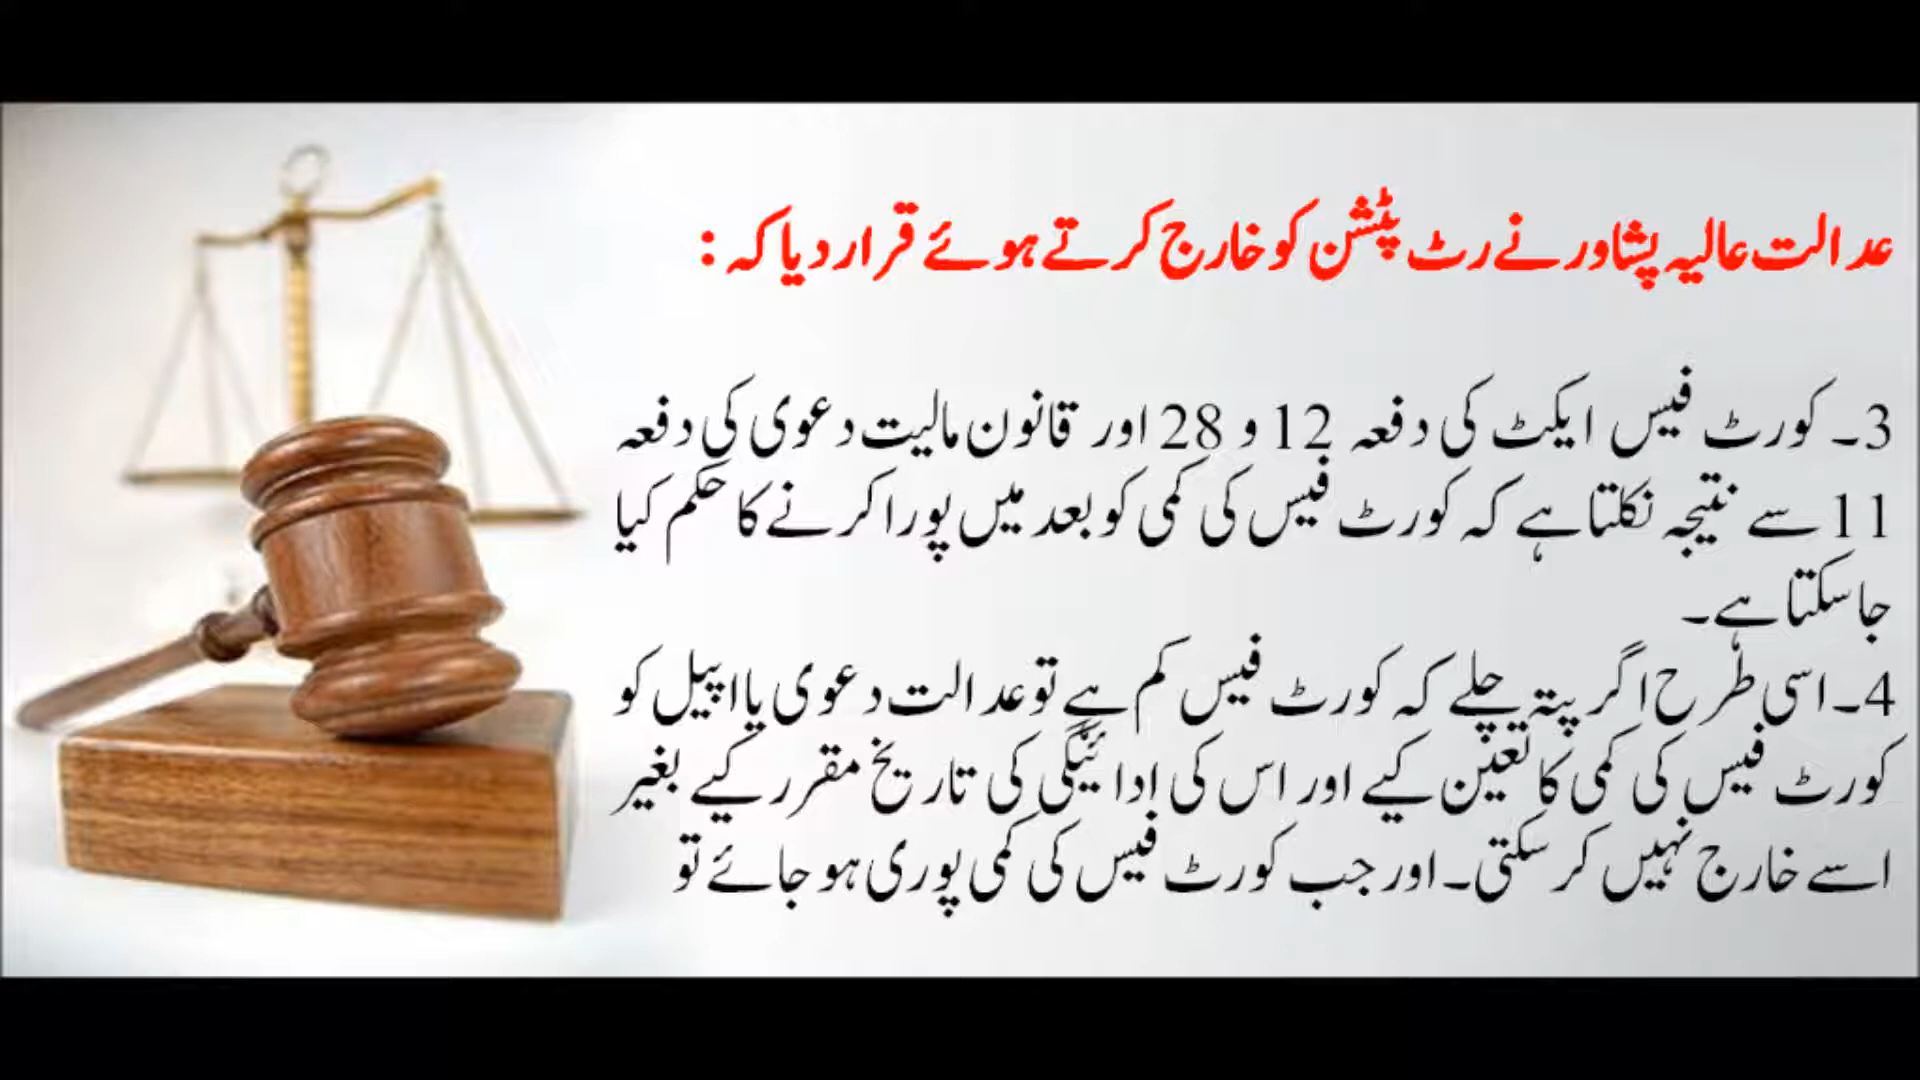 عدالت عالیہ پشاور نے رٹ پٹشن کو خارج کرتے ہوئے قرار دیا کہ :
3۔ کورٹ فیس ایکٹ کی دفعہ 12 و 28 اور قانون مالیت دعوی کی دفعہ
11 سے نتیجہ نکلتا ہے کہ کورٹ فیس کی کمی کو بعد میں پورا کرنے کا حکم کیا
جا سکتا ہے۔
4۔ اسی طرح اگر پتہ چلے کہ کورٹ فیس کم ہے تو عدالت دعوی یا اپیل کو
کورٹ فیس کی کمی کا تعین کیے اور اس کی ادائیگی کی تاریخ مقرر کیے بغیر
اسے خارج نہیں کر سکتی۔ اور جب کورٹ فیس کی کمی پوری ہو جائے تو